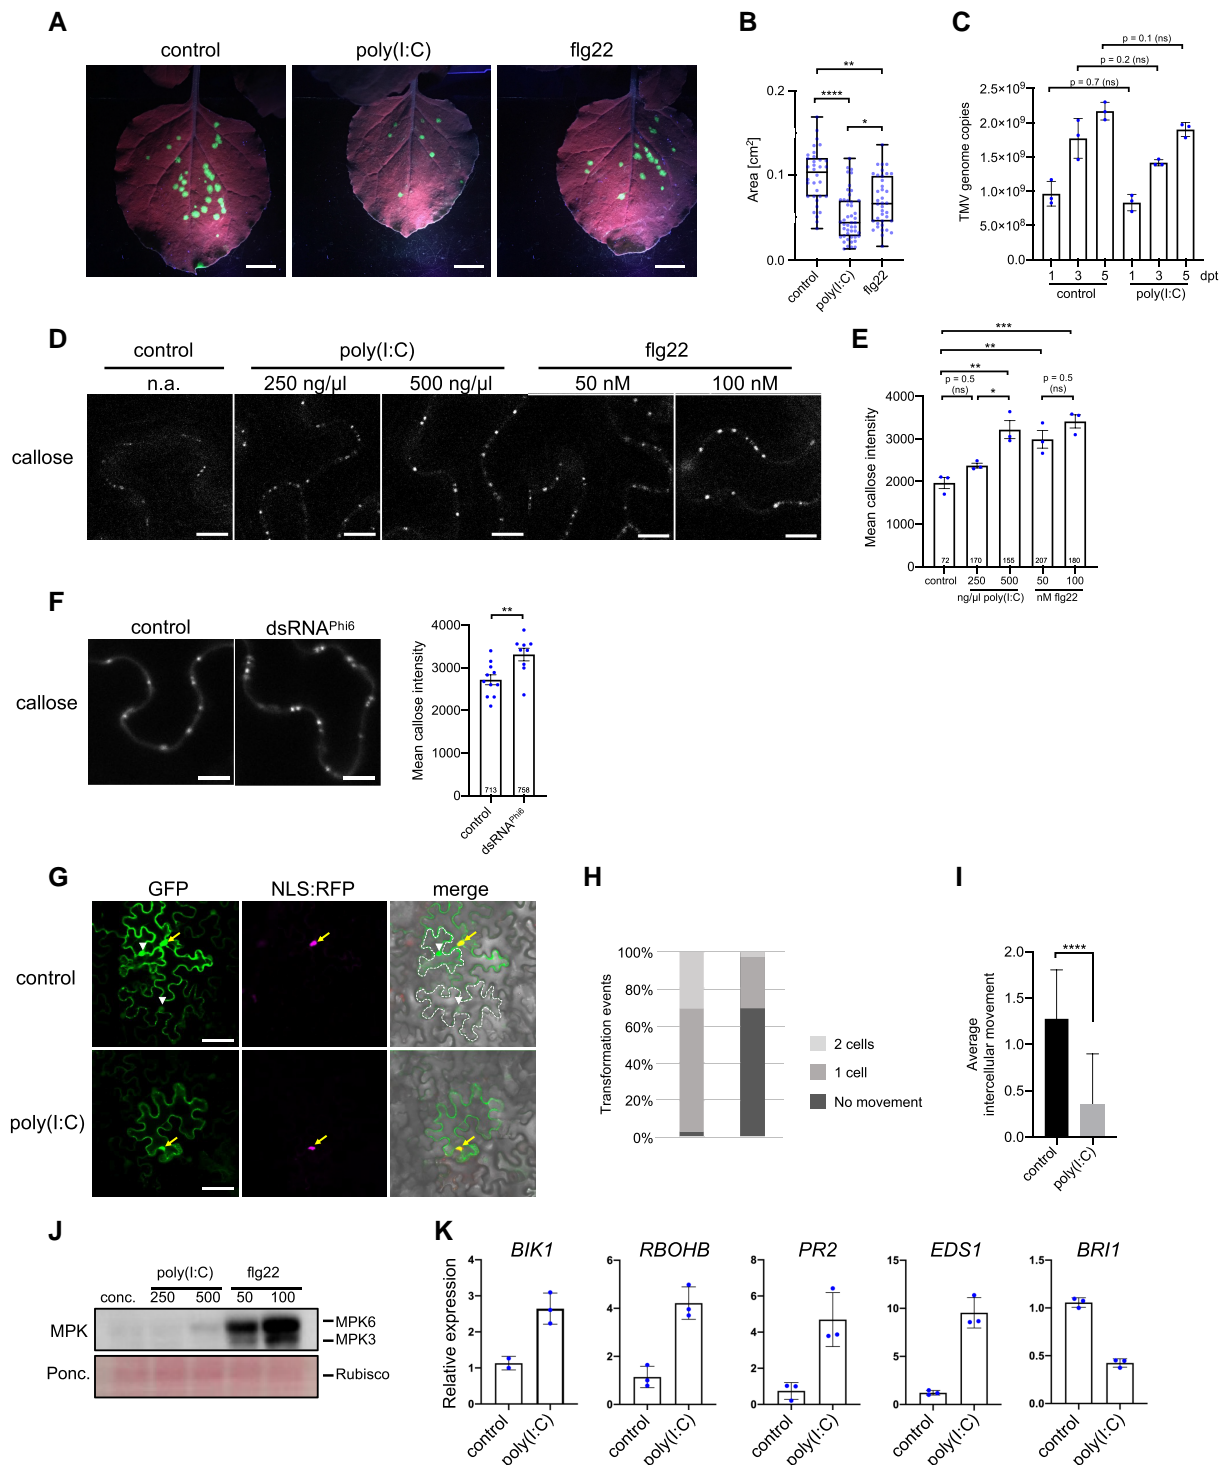 A
control
poly(I:C)
flg22
B
**
****
*
0.2
0.1
0.0
Area [cm²]
control
poly(I:C)
flg22
C
p = 0.1 (ns)
p = 0.2 (ns)
p = 0.7 (ns)
2.5×10⁹
2.0×10⁹
1.5×10⁹
1.0×10⁹
5.0×10⁸
0.0
TMV genome copies
1 3 5 1 3 5 dpt
control
poly(I:C)
D
control
poly(I:C)
flg22
n.a.
250 ng/µl
500 ng/µl
50 nM
100 nM
callose
E
***
**
**
p = 0.5
(ns)
*
p = 0.5
(ns)
4000
3000
2000
1000
0
Mean callose intensity
72 170 155 207 180
control 250 500 50 100
ng/µl poly(I:C)
nM flg22
F
control
dsRNAᴾʰⁱ⁶
callose
**
4000
3000
2000
1000
0
Mean callose intensity
713 758
control
dsRNAᴾʰⁱ⁶
G
GFP
NLS:RFP
merge
control
poly(I:C)
H
100%
80%
60%
40%
20%
0%
Transformation events
2 cells
1 cell
No movement
I
****
2.0
1.5
1.0
0.5
0.0
Average
intercellular movement
control
poly(I:C)
J
poly(I:C)
flg22
conc. 250 500 50 100
MPK
MPK6
MPK3
Ponc.
Rubisco
K
Relative expression
BIK1
4
3
2
1
0
control
poly(I:C)
RBOHB
6
4
2
0
control
poly(I:C)
PR2
8
6
4
2
0
control
poly(I:C)
EDS1
15
10
5
0
control
poly(I:C)
BRI1
1.5
1.0
0.5
0.0
control
poly(I:C)